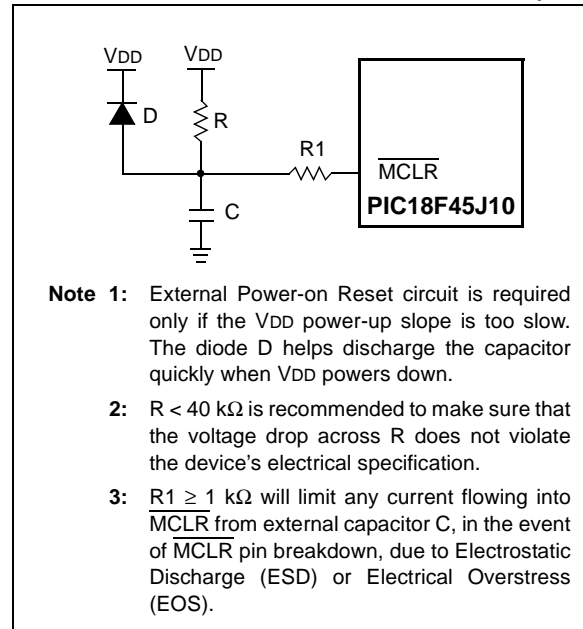 VDD VDD
D
R
R1
MCLR
C
PIC18F45J10
Note 1: External Power-on Reset circuit is required
only if the VDD power-up slope is too slow.
The diode D helps discharge the capacitor
quickly when VDD powers down.
2: R < 40 kΩ is recommended to make sure that
the voltage drop across R does not violate
the device's electrical specification.
3: R1 ≥ 1 kΩ will limit any current flowing into
MCLR from external capacitor C, in the event
of MCLR pin breakdown, due to Electrostatic
Discharge (ESD) or Electrical Overstress
(EOS).